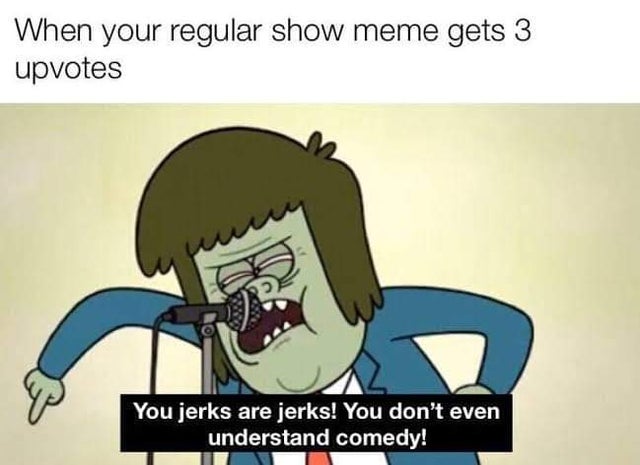 When your regular show meme gets 3
upvotes
You jerks are jerks! You don't even
understand comedy!